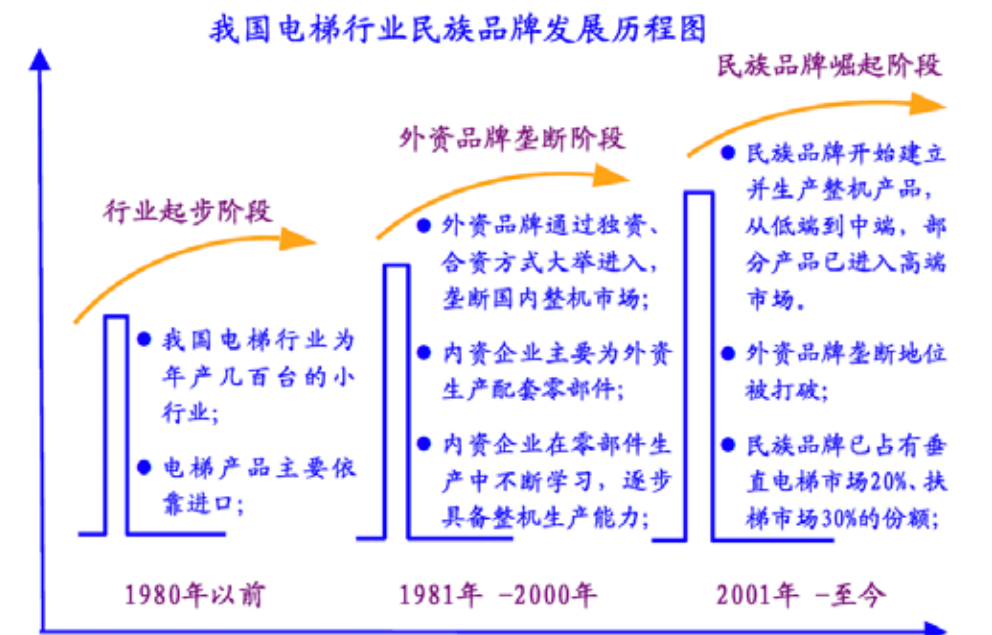 我国电梯行业民族品牌发展历程图
行业起步阶段
● 我国电梯行业为
年产几百台的小
行业;
● 电梯产品主要依
靠进口;
1980年以前
外资品牌垄断阶段
● 外资品牌通过独资、
合资方式大举进入，
垄断国内整机市场;
● 内资企业主要为外资
生产配套零部件;
● 内资企业在零部件生
产中不断学习，逐步
具备整机生产能力;
1981年 -2000年
民族品牌崛起阶段
● 民族品牌开始建立
并生产整机产品，
从低端到中端，部
分产品已进入高端
市场。
● 外资品牌垄断地位
被打破;
● 民族品牌已占有垂
直电梯市场20%、扶
梯市场30%的份额;
2001年 -至今